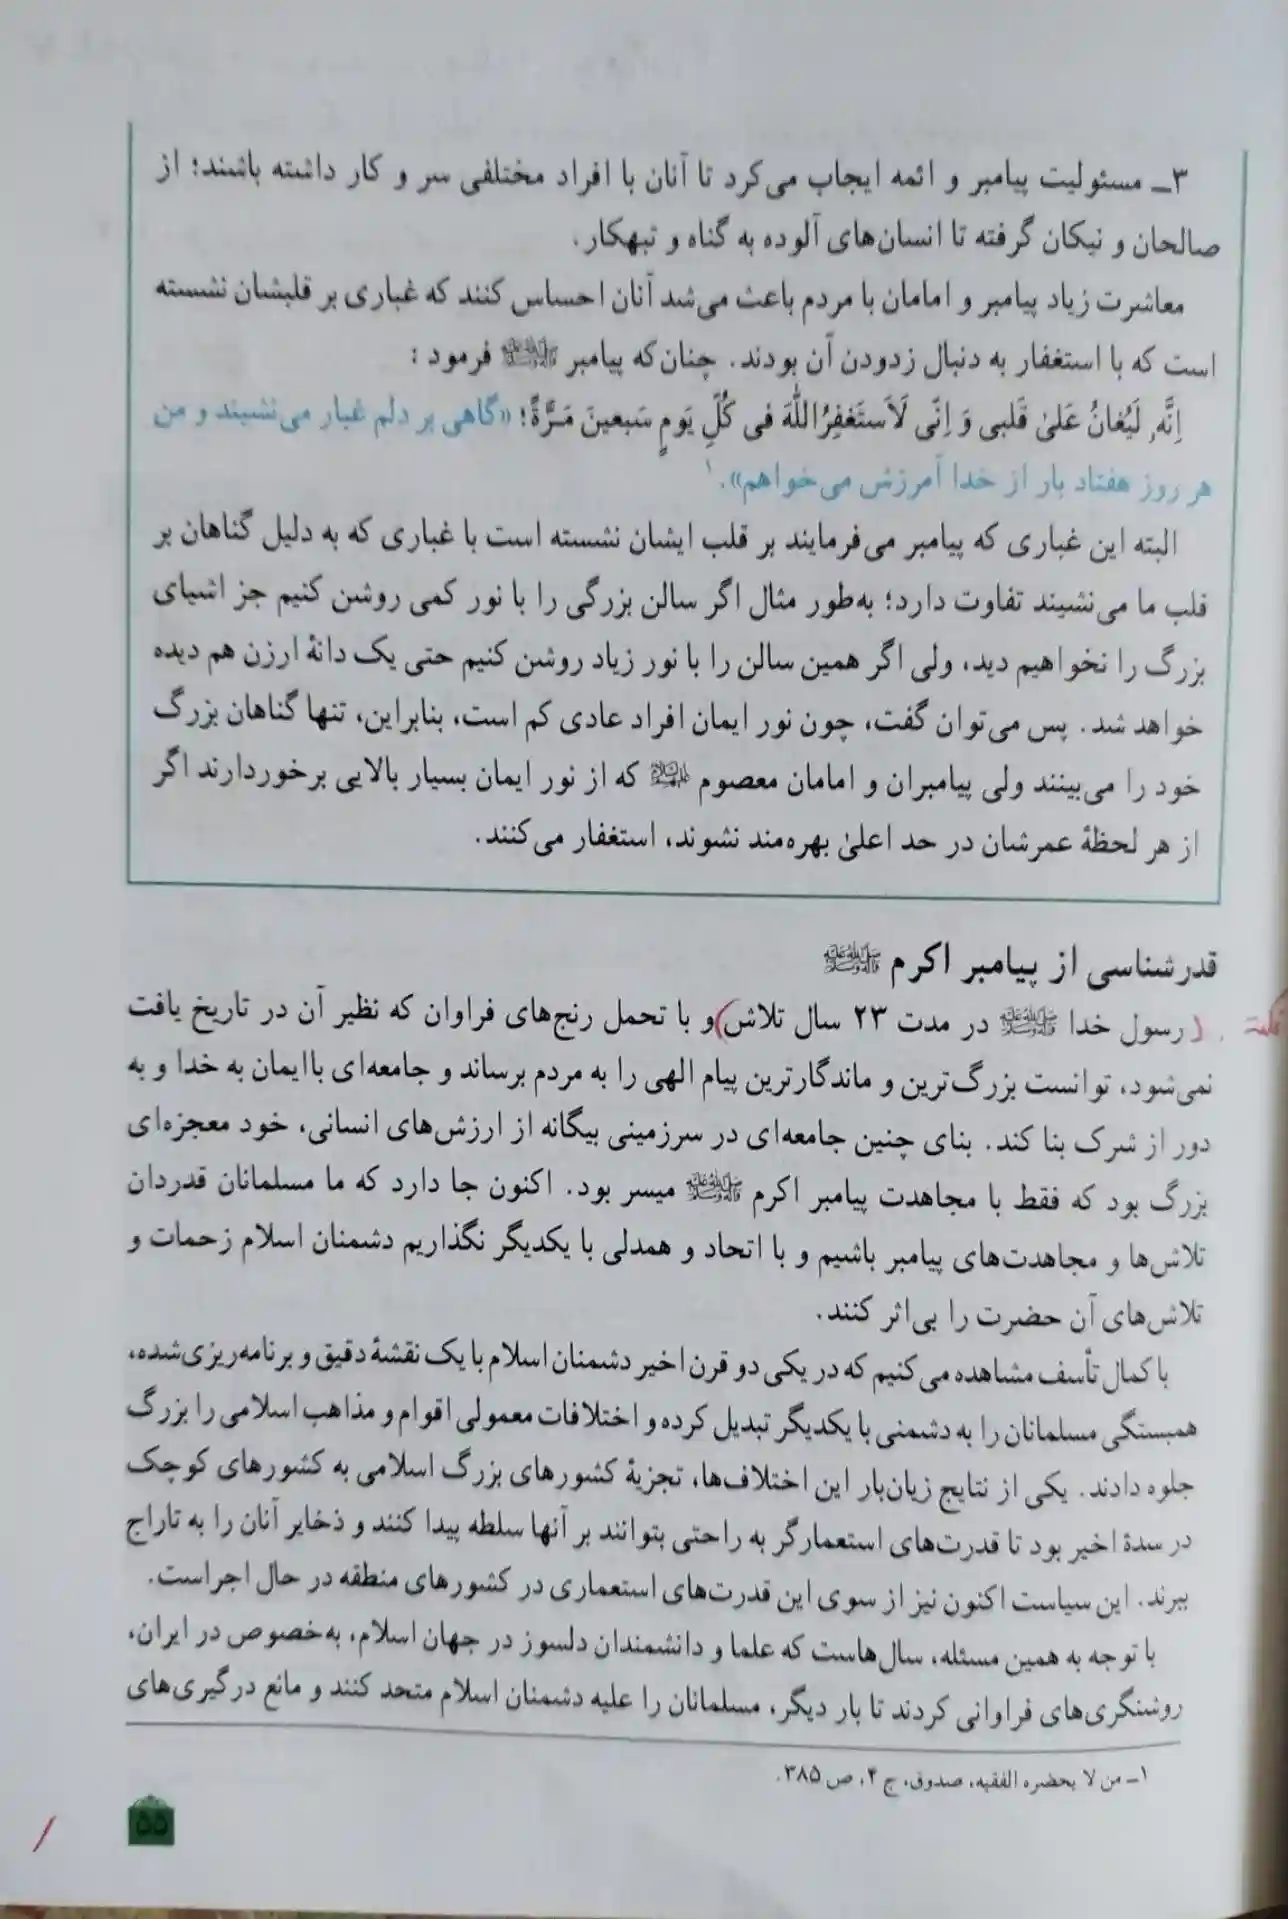 ۳ــ مسئولیت پیامبر و ائمه ایجاب می‌کرد تا آنان با افراد مختلفی سر و کار داشته باشند؛ از
صالحان و نیکان گرفته تا انسان‌های آلوده به گناه و تبهکار.
معاشرت زیاد پیامبر و امامان با مردم باعث می‌شد آنان احساس کنند که غباری بر قلبشان نشسته
است که با استغفار به دنبال زدودن آن بودند. چنان‌که پیامبر ﷺ فرمود :
اِنَّه لَیُغانُ عَلیٰ قَلبی وَ اِنّی لَاَستَغفِرُاللّٰهَ فی کُلِّ یَومٍ سَبعینَ مَرَّةً؛ «گاهی بر دلم غبار می‌نشیند و من
هر روز هفتاد بار از خدا آمرزش می‌خواهم».۱
البته این غباری که پیامبر می‌فرمایند بر قلب ایشان نشسته است با غباری که به دلیل گناهان بر
قلب ما می‌نشیند تفاوت دارد؛ به‌طور مثال اگر سالن بزرگی را با نور کمی روشن کنیم جز اشیای
بزرگ را نخواهیم دید، ولی اگر همین سالن را با نور زیاد روشن کنیم حتی یک دانهٔ ارزن هم دیده
خواهد شد. پس می‌توان گفت، چون نور ایمان افراد عادی کم است، بنابراین، تنها گناهان بزرگ
خود را می‌بینند ولی پیامبران و امامان معصوم که از نور ایمان بسیار بالایی برخوردارند اگر
از هر لحظهٔ عمرشان در حد اعلیٰ بهره‌مند نشوند، استغفار می‌کنند.
قدرشناسی از پیامبر اکرم ﷺ
(رسول خدا ﷺ در مدت ۲۳ سال تلاش) و با تحمل رنج‌های فراوان که نظیر آن در تاریخ یافت
نمی‌شود، توانست بزرگ‌ترین و ماندگارترین پیام الهی را به مردم برساند و جامعه‌ای باایمان به خدا و به
دور از شرک بنا کند. بنای چنین جامعه‌ای در سرزمینی بیگانه از ارزش‌های انسانی، خود معجزه‌ای
بزرگ بود که فقط با مجاهدت پیامبر اکرم ﷺ میسر بود. اکنون جا دارد که ما مسلمانان قدردان
تلاش‌ها و مجاهدت‌های پیامبر باشیم و با اتحاد و همدلی با یکدیگر نگذاریم دشمنان اسلام زحمات و
تلاش‌های آن حضرت را بی‌اثر کنند.
با کمال تأسف مشاهده می‌کنیم که در یکی دو قرن اخیر دشمنان اسلام با یک نقشهٔ دقیق و برنامه‌ریزی‌شده،
همبستگی مسلمانان را به دشمنی با یکدیگر تبدیل کرده و اختلافات معمولی اقوام و مذاهب اسلامی را بزرگ
جلوه دادند. یکی از نتایج زیان‌بار این اختلاف‌ها، تجزیهٔ کشورهای بزرگ اسلامی به کشورهای کوچک
در سدهٔ اخیر بود تا قدرت‌های استعمارگر به راحتی بتوانند بر آنها سلطه پیدا کنند و ذخایر آنان را به تاراج
ببرند. این سیاست اکنون نیز از سوی این قدرت‌های استعماری در کشورهای منطقه در حال اجراست.
با توجه به همین مسئله، سال‌هاست که علما و دانشمندان دلسوز در جهان اسلام، به‌خصوص در ایران،
روشنگری‌های فراوانی کردند تا بار دیگر، مسلمانان را علیه دشمنان اسلام متحد کنند و مانع درگیری‌های
۱ــ من لا یحضره الفقیه، صدوق، ج ۴، ص ۳۸۵.
۵۵